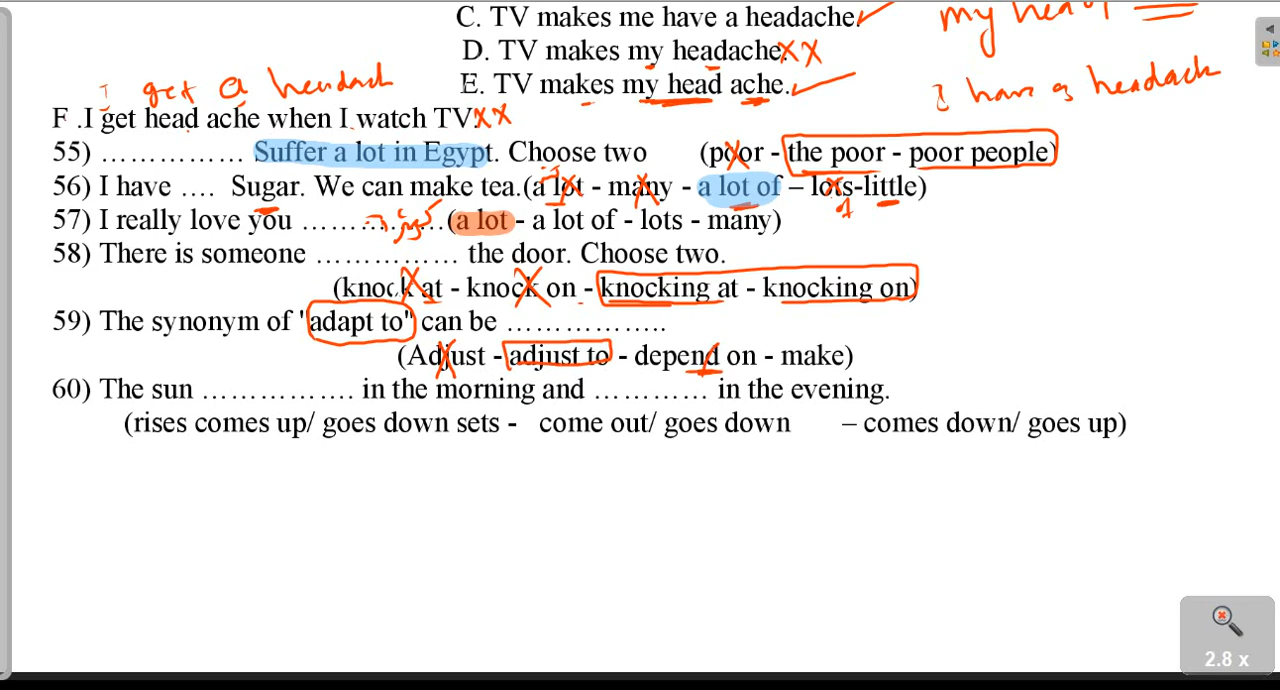 C. TV makes me have a headache.
my head
D. TV makes my headache.XX
I get a headach
E. TV makes my head ache.
I have a headach
F .I get head ache when I watch TV.XX
55) …………… Suffer a lot in Egypt. Choose two (poor - the poor - poor people)
56) I have …. Sugar. We can make tea.(a lot - many - a lot of – lots-little)
57) I really love you ……………(a lot - a lot of - lots - many)
58) There is someone …………… the door. Choose two.
(knock at - knock on - knocking at - knocking on)
59) The synonym of "adapt to" can be ……………..
(Adjust - adjust to - depend on - make)
60) The sun ……………. in the morning and ………… in the evening.
(rises comes up/ goes down sets - come out/ goes down – comes down/ goes up)
2.8 x